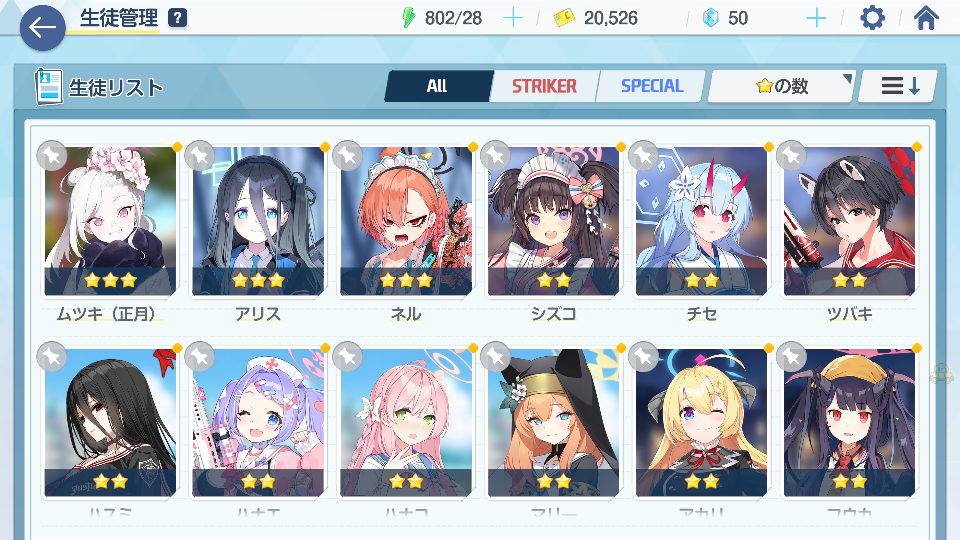 生徒管理 ?
802/28
20,526
50
生徒リスト
All
STRIKER
SPECIAL
の数
ムツキ（正月）
アリス
ネル
シズコ
チセ
ツバキ
ハスミ
ハナエ
ハナコ
マリー
アカリ
フウカ